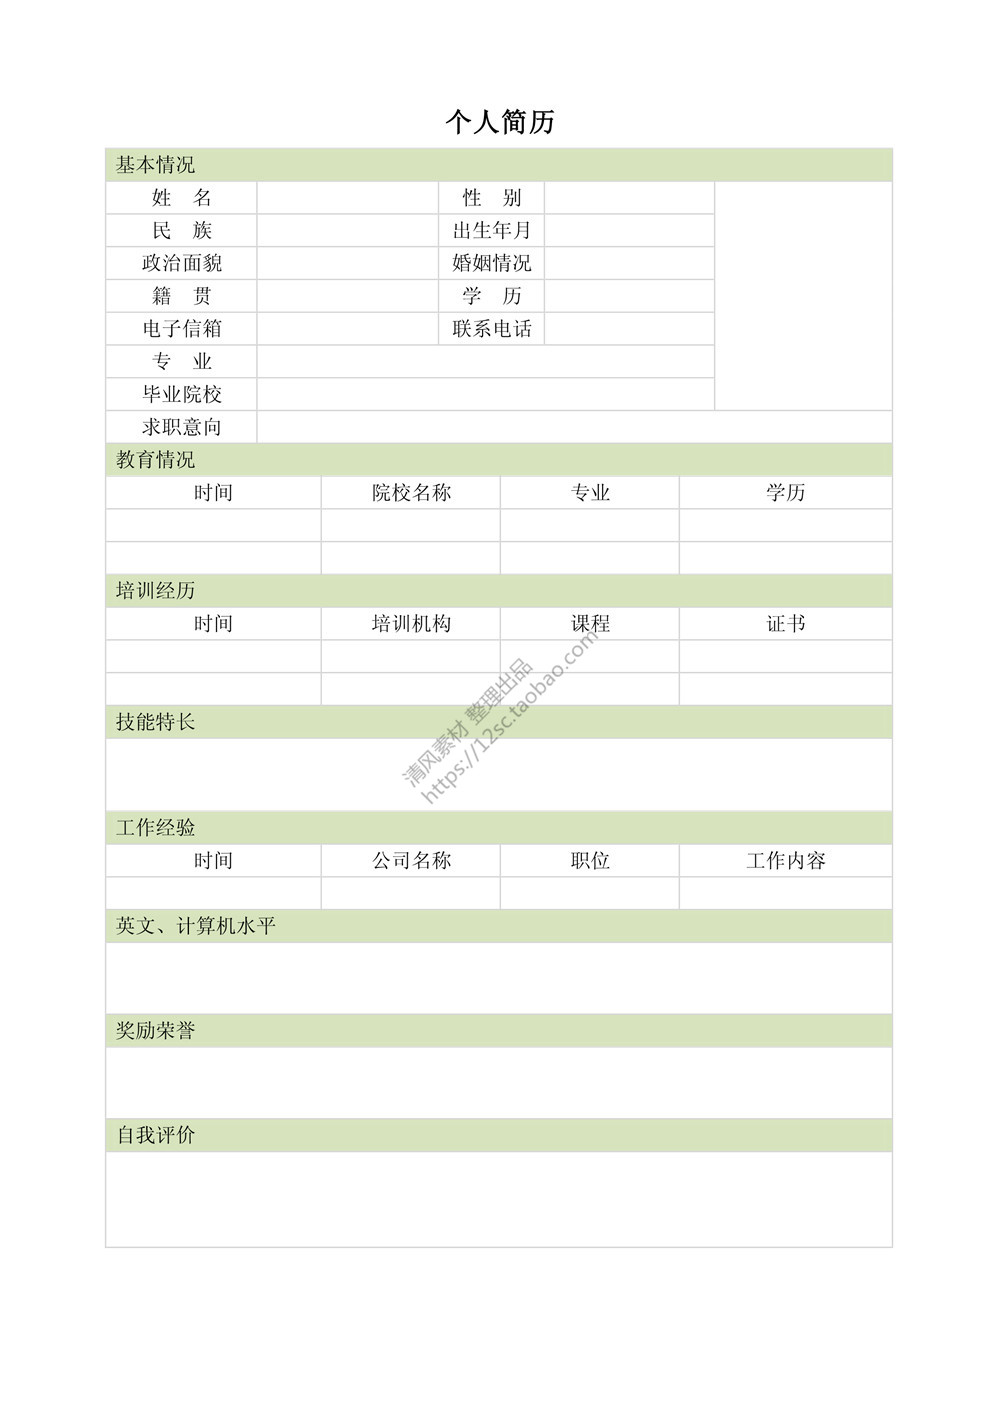 个人简历
基本情况
姓 名 性 别
民 族 出生年月
政治面貌 婚姻情况
籍 贯 学 历
电子信箱 联系电话
专 业
毕业院校
求职意向
教育情况
时间 院校名称 专业 学历
培训经历
时间 培训机构 课程 证书
清风素材 整理出品
https://12sc.taobao.com
技能特长
工作经验
时间 公司名称 职位 工作内容
英文、计算机水平
奖励荣誉
自我评价